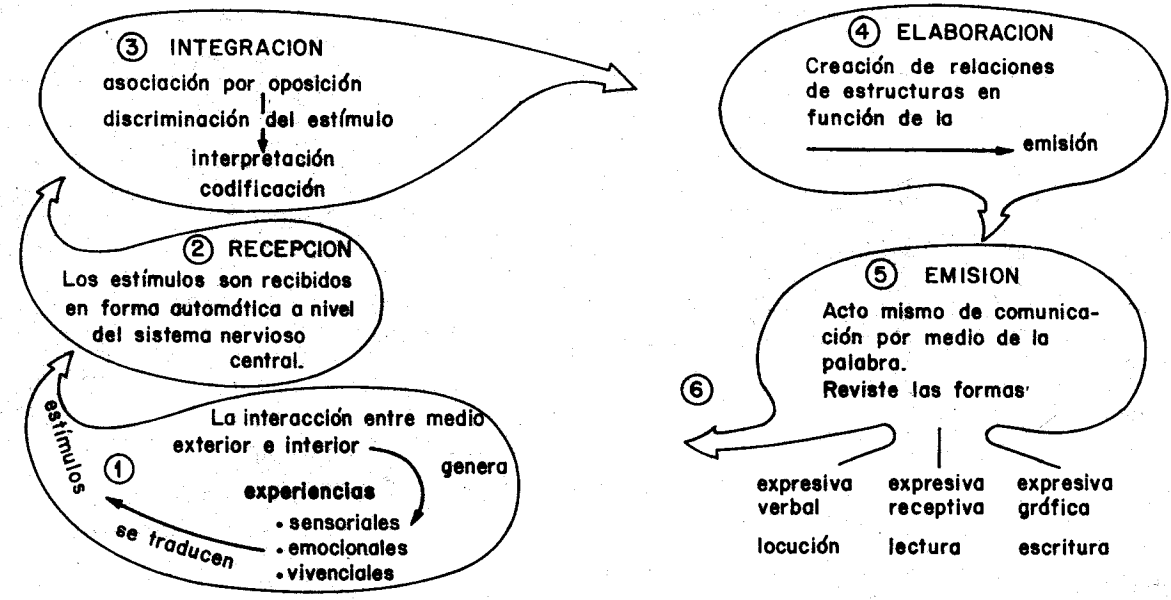 ③ INTEGRACION
asociación por oposición
discriminación del estímulo
interpretación
codificación
④ ELABORACION
Creación de relaciones
de estructuras en
función de la
emisión
② RECEPCION
Los estímulos son recibidos
en forma automática a nivel
del sistema nervioso
central.
⑤ EMISION
Acto mismo de comunica-
ción por medio de la
palabra.
Reviste las formas
⑥
expresiva
verbal
locución
expresiva
receptiva
lectura
expresiva
gráfica
escritura
①
La interacción entre medio
exterior e interior
genera
experiencias
• sensoriales
• emocionales
• vivenciales
se traducen
estímulos